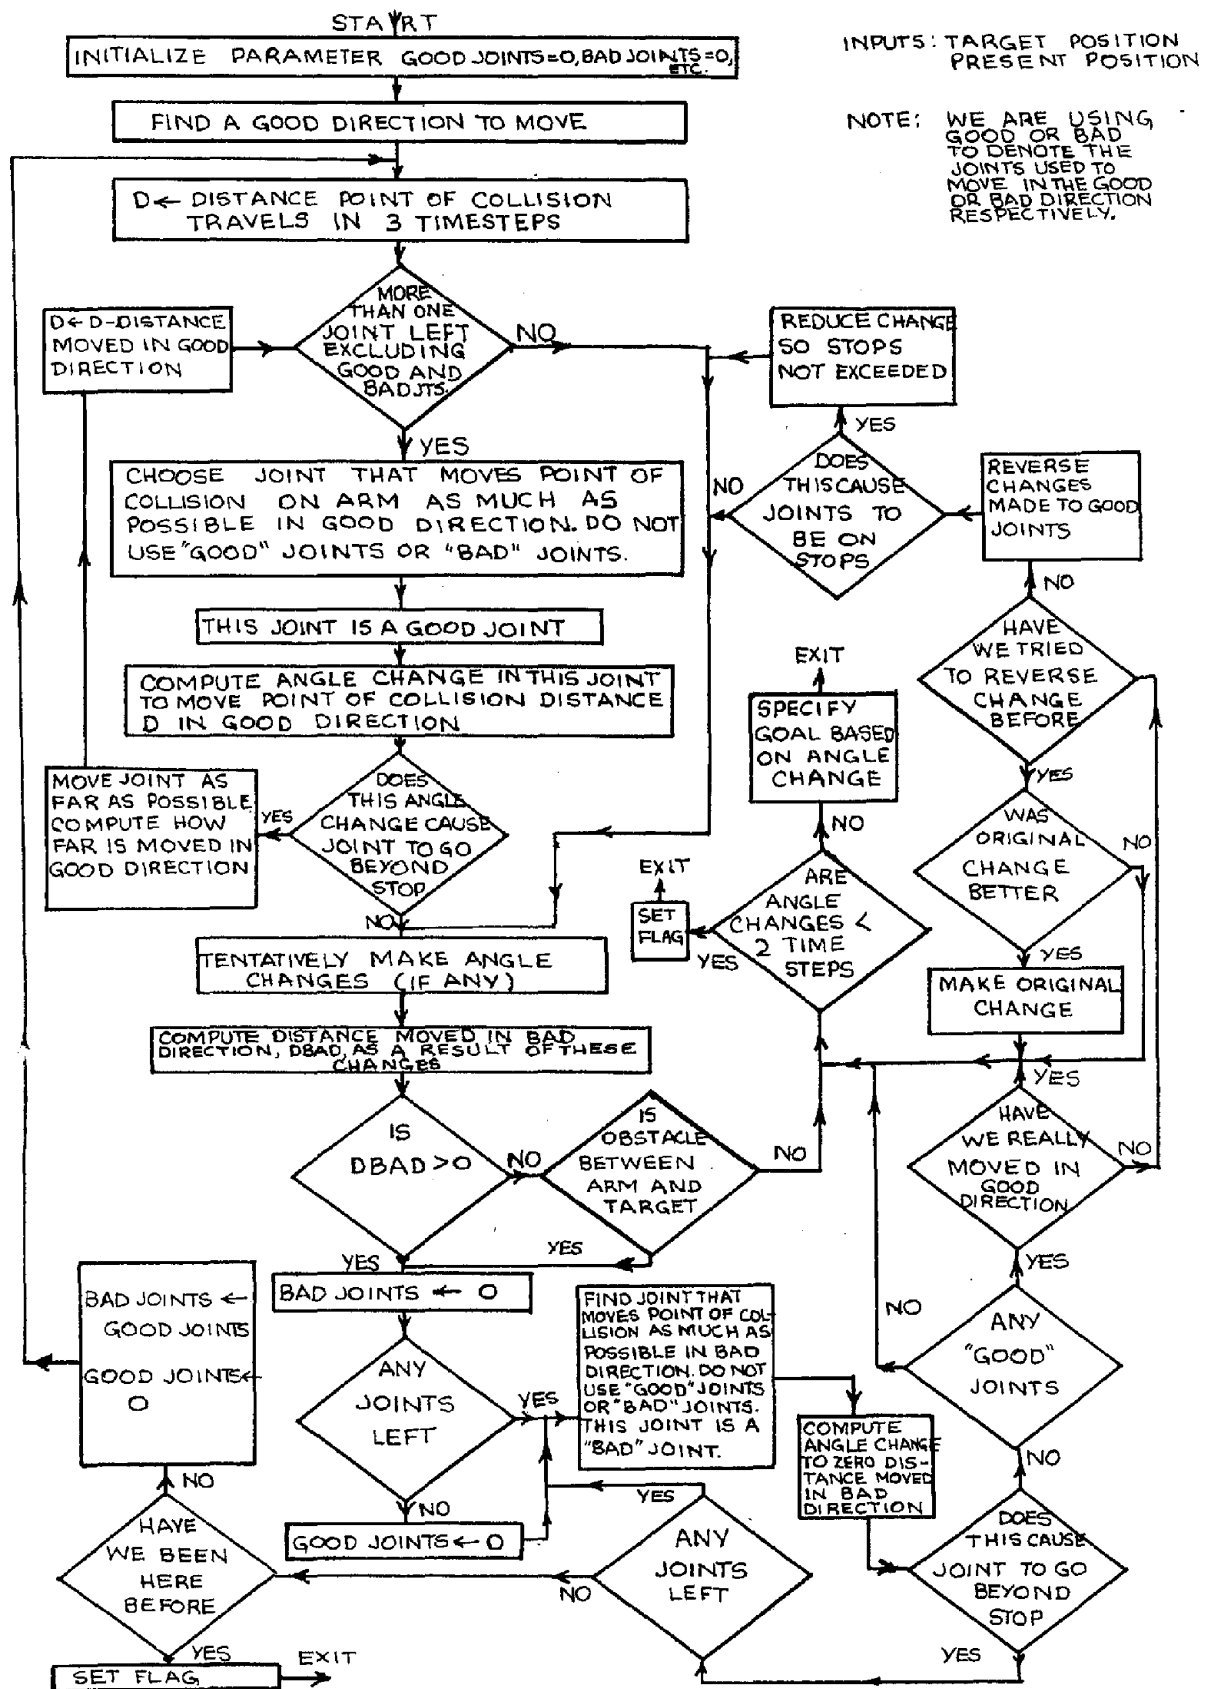 START
INITIALIZE PARAMETER GOOD JOINTS=0, BAD JOINTS=0,
ETC.
INPUTS: TARGET POSITION
PRESENT POSITION
FIND A GOOD DIRECTION TO MOVE
NOTE: WE ARE USING
GOOD OR BAD
TO DENOTE THE
JOINTS USED TO
MOVE IN THE GOOD
OR BAD DIRECTION
RESPECTIVELY.
D← DISTANCE POINT OF COLLISION
TRAVELS IN 3 TIMESTEPS
MORE
THAN ONE
JOINT LEFT
EXCLUDING
GOOD AND
BAD JTS.
NO
YES
D← D-DISTANCE
MOVED IN GOOD
DIRECTION
REDUCE CHANGE
SO STOPS
NOT EXCEEDED
YES
DOES
THIS CAUSE
JOINTS TO
BE ON
STOPS
NO
REVERSE
CHANGES
MADE TO GOOD
JOINTS
NO
CHOOSE JOINT THAT MOVES POINT OF
COLLISION ON ARM AS MUCH AS
POSSIBLE IN GOOD DIRECTION. DO NOT
USE "GOOD" JOINTS OR "BAD" JOINTS.
THIS JOINT IS A GOOD JOINT
COMPUTE ANGLE CHANGE IN THIS JOINT
TO MOVE POINT OF COLLISION DISTANCE
D IN GOOD DIRECTION
HAVE
WE TRIED
TO REVERSE
CHANGE
BEFORE
YES
EXIT
SPECIFY
GOAL BASED
ON ANGLE
CHANGE
NO
MOVE JOINT AS
FAR AS POSSIBLE
COMPUTE HOW
FAR IS MOVED IN
GOOD DIRECTION
YES
DOES
THIS ANGLE
CHANGE CAUSE
JOINT TO GO
BEYOND
STOP
NO
WAS
ORIGINAL
CHANGE
BETTER
NO
YES
EXIT
SET
FLAG
YES
ARE
ANGLE
CHANGES <
2 TIME
STEPS
TENTATIVELY MAKE ANGLE
CHANGES (IF ANY)
MAKE ORIGINAL
CHANGE
COMPUTE DISTANCE MOVED IN BAD
DIRECTION, DBAD, AS A RESULT OF THESE
CHANGES
YES
IS
DBAD >0
NO
YES
IS
OBSTACLE
BETWEEN
ARM AND
TARGET
NO
YES
HAVE
WE REALLY
MOVED IN
GOOD
DIRECTION
NO
YES
BAD JOINTS ← 0
BAD JOINTS ←
GOOD JOINTS
GOOD JOINTS←
0
NO
ANY
JOINTS
LEFT
YES
NO
FIND JOINT THAT
MOVES POINT OF COL-
LISION AS MUCH AS
POSSIBLE IN BAD
DIRECTION. DO NOT
USE "GOOD" JOINTS
OR "BAD" JOINTS.
THIS JOINT IS A
"BAD" JOINT.
NO
ANY
"GOOD"
JOINTS
NO
COMPUTE
ANGLE CHANGE
TO ZERO DIS-
TANCE MOVED
IN BAD
DIRECTION
GOOD JOINTS ← 0
YES
ANY
JOINTS
LEFT
NO
DOES
THIS CAUSE
JOINT TO GO
BEYOND
STOP
YES
HAVE
WE BEEN
HERE
BEFORE
YES
SET FLAG
EXIT